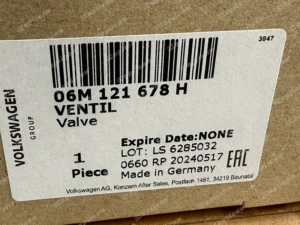 3847
VOLKSWAGEN
GROUP
06M 121 678 H
VENTIL
Valve
1
Piece
Expire Date:NONE
LOT: LS 6285032
0660 RP 20240517
Made in Germany
EAC
Volkswagen AG, Konzern After Sales, Postfach 1451, 34219 Baunatal